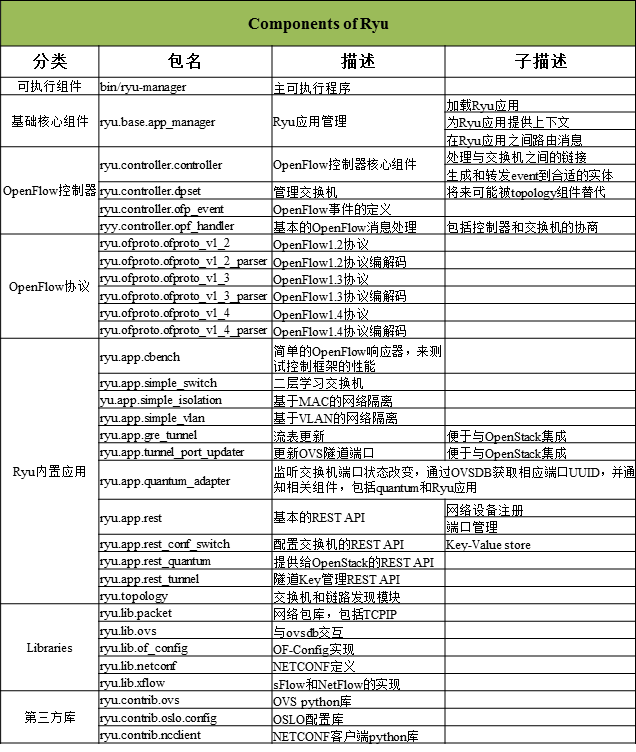 Components of Ryu
分类 包名 描述 子描述
可执行组件 bin/ryu-manager 主可执行程序
基础核心组件 ryu.base.app_manager Ryu应用管理 加载Ryu应用
为Ryu应用提供上下文
在Ryu应用之间路由消息
OpenFlow控制器 ryu.controller.controller OpenFlow控制器核心组件 处理与交换机之间的链接
生成和转发event到合适的实体
ryu.controller.dpset 管理交换机 将来可能被topology组件替代
ryu.controller.ofp_event OpenFlow事件的定义
ryy.controller.opf_handler 基本的OpenFlow消息处理 包括控制器和交换机的协商
OpenFlow协议 ryu.ofproto.ofproto_v1_2 OpenFlow1.2协议
ryu.ofproto.ofproto_v1_2_parser OpenFlow1.2协议编解码
ryu.ofproto.ofproto_v1_3 OpenFlow1.3协议
ryu.ofproto.ofproto_v1_3_parser OpenFlow1.3协议编解码
ryu.ofproto.ofproto_v1_4 OpenFlow1.4协议
ryu.ofproto.ofproto_v1_4_parser OpenFlow1.4协议编解码
Ryu内置应用 ryu.app.cbench 简单的OpenFlow响应器，来测
试控制框架的性能
ryu.app.simple_switch 二层学习交换机
yu.app.simple_isolation 基于MAC的网络隔离
ryu.app.simple_vlan 基于VLAN的网络隔离
ryu.app.gre_tunnel 流表更新 便于与OpenStack集成
ryu.app.tunnel_port_updater 更新OVS隧道端口 便于与OpenStack集成
ryu.app.quantum_adapter 监听交换机端口状态改变，通过OVSDB获取相应端口UUID，并通
知相关组件，包括quantum和Ryu应用
ryu.app.rest 基本的REST API 网络设备注册
端口管理
ryu.app.rest_conf_switch 配置交换机的REST API Key-Value store
ryu.app.rest_quantum 提供给OpenStack的REST API
ryu.app.rest_tunnel 隧道Key管理REST API
ryu.topology 交换机和链路发现模块
Libraries ryu.lib.packet 网络包库，包括TCPIP
ryu.lib.ovs 与ovsdb交互
ryu.lib.of_config OF-Config实现
ryu.lib.netconf NETCONF定义
ryu.lib.xflow sFlow和NetFlow的实现
第三方库 ryu.contrib.ovs OVS python库
ryu.contrib.oslo.config OSLO配置库
ryu.contrib.ncclient NETCONF客户端python库